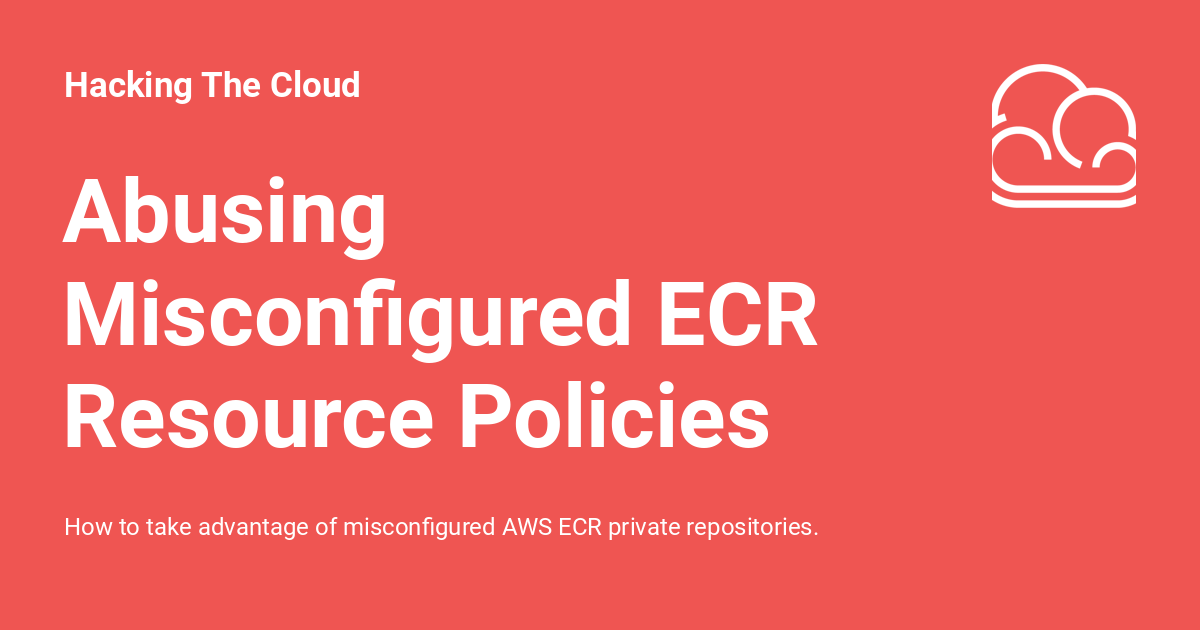 Hacking The Cloud
Abusing
Misconfigured ECR
Resource Policies
How to take advantage of misconfigured AWS ECR private repositories.